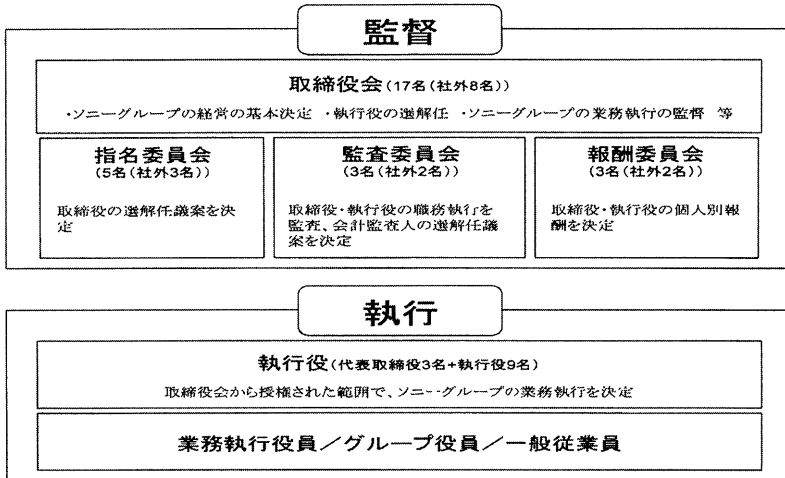 監督
取締役会(17名(社外8名))
・ソニーグループの経営の基本決定 ・執行役の選解任 ・ソニーグループの業務執行の監督 等
指名委員会
(5名(社外3名))
取締役の選解任議案を決
定
監査委員会
(3名(社外2名))
取締役・執行役の職務執行を
監査、会計監査人の選解任議
案を決定
報酬委員会
(3名(社外2名))
取締役・執行役の個人別報
酬を決定
執行
執行役(代表取締役3名+執行役9名)
取締役会から授権された範囲で、ソニーグループの業務執行を決定
業務執行役員／グループ役員／一般従業員